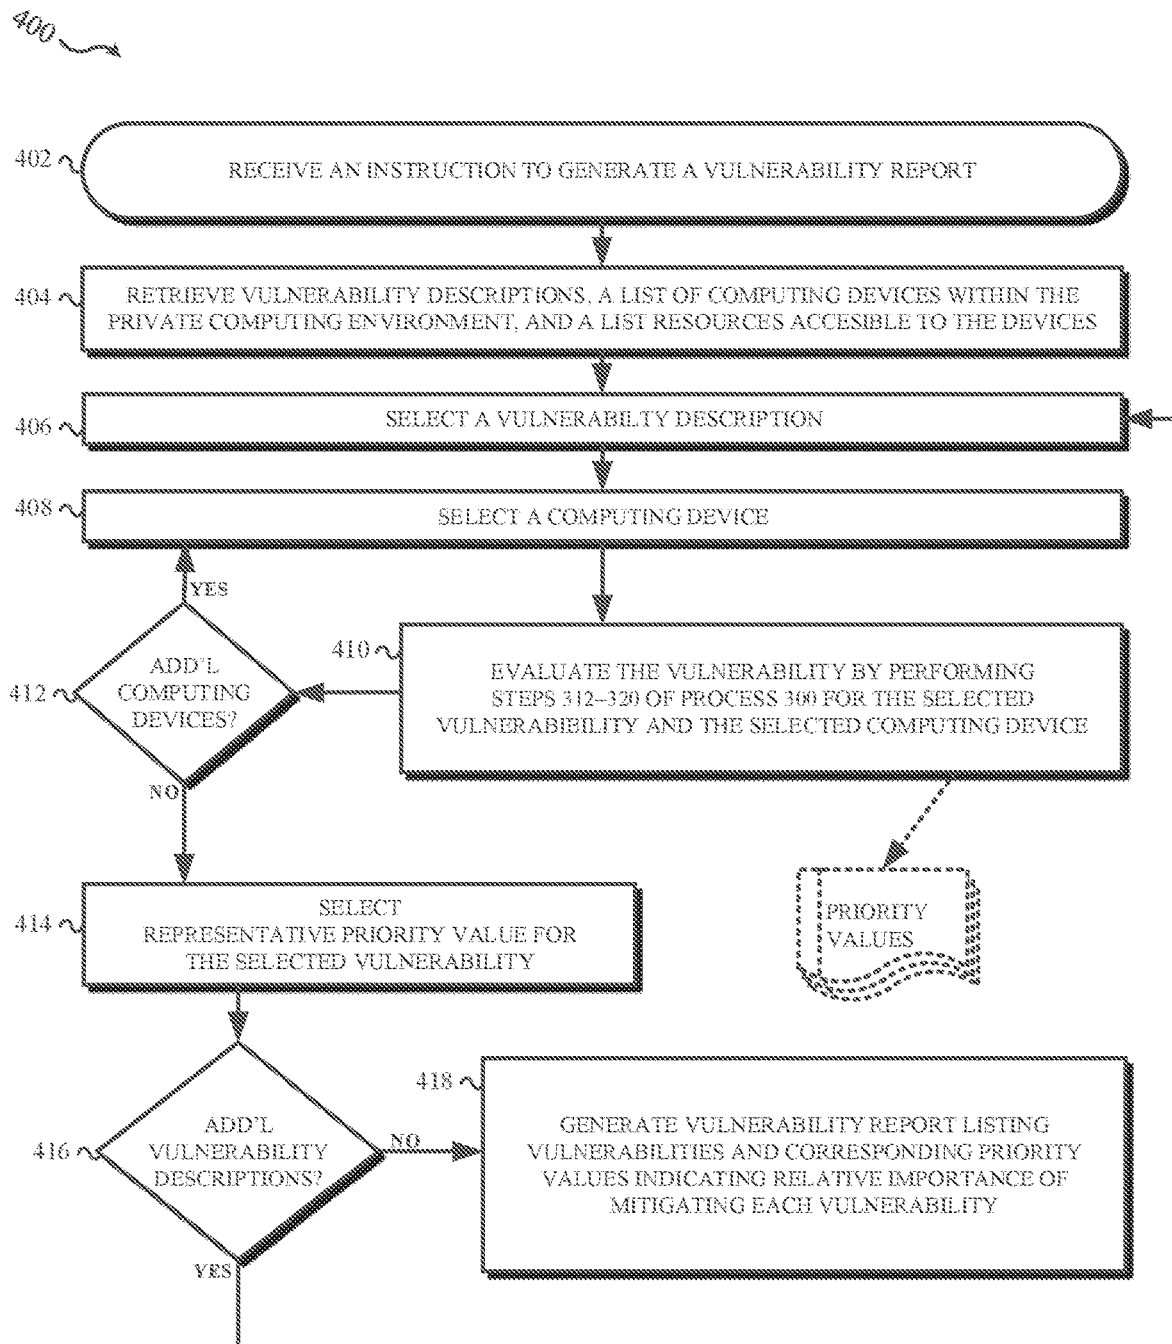 400
402
RECEIVE AN INSTRUCTION TO GENERATE A VULNERABILITY REPORT
404
RETRIEVE VULNERABILITY DESCRIPTIONS, A LIST OF COMPUTING DEVICES WITHIN THE
PRIVATE COMPUTING ENVIRONMENT, AND A LIST RESOURCES ACCESIBLE TO THE DEVICES
406
SELECT A VULNERABILTY DESCRIPTION
408
SELECT A COMPUTING DEVICE
YES
410
EVALUATE THE VULNERABILITY BY PERFORMING
STEPS 312–320 OF PROCESS 300 FOR THE SELECTED
VULNERABIEBILITY AND THE SELECTED COMPUTING DEVICE
412
ADD'L
COMPUTING
DEVICES?
NO
414
SELECT
REPRESENTATIVE PRIORITY VALUE FOR
THE SELECTED VULNERABILITY
PRIORITY
VALUES
416
ADD'L
VULNERABILITY
DESCRIPTIONS?
NO
YES
418
GENERATE VULNERABILITY REPORT LISTING
VULNERABILITIES AND CORRESPONDING PRIORITY
VALUES INDICATING RELATIVE IMPORTANCE OF
MITIGATING EACH VULNERABILITY